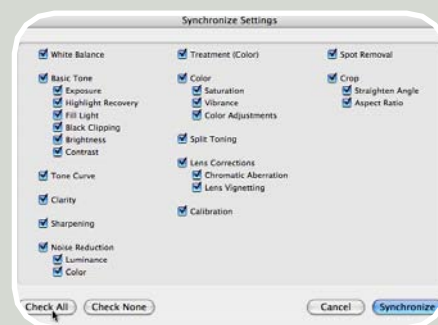 Synchronize Settings
White Balance
Basic Tone
Exposure
Highlight Recovery
Fill Light
Black Clipping
Brightness
Contrast
Tone Curve
Clarity
Sharpening
Noise Reduction
Luminance
Color
Treatment (Color)
Color
Saturation
Vibrance
Color Adjustments
Split Toning
Lens Corrections
Chromatic Aberration
Lens Vignetting
Calibration
Spot Removal
Crop
Straighten Angle
Aspect Ratio
Check All
Check None
Cancel
Synchronize